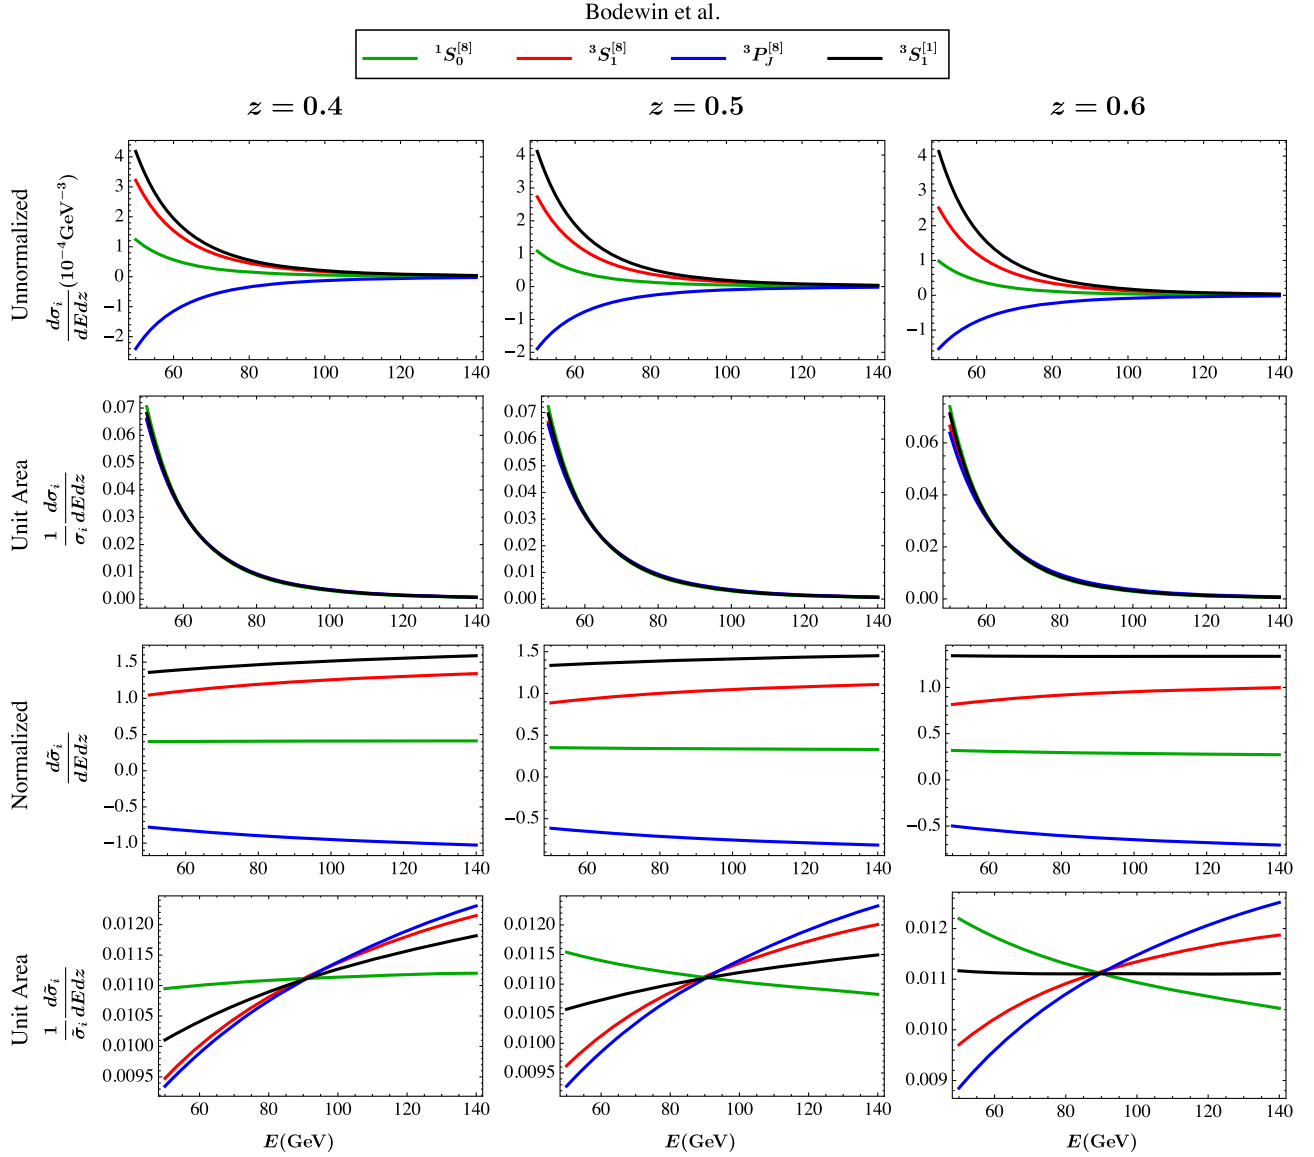 Bodewin et al.
¹S₀^[8] ³S₁^[8] ³P_J^[8] ³S₁^[1]
z = 0.4 z = 0.5 z = 0.6
Unnormalized
dσ_i/dEdz (10⁻⁴GeV⁻³)
4 3 2 1 0 −1 −2
60 80 100 120 140
4 3 2 1 0 −1 −2
60 80 100 120 140
4 3 2 1 0 −1
60 80 100 120 140
Unit Area
1/σ_i dσ_i/dEdz
0.07 0.06 0.05 0.04 0.03 0.02 0.01 0.00
60 80 100 120 140
0.07 0.06 0.05 0.04 0.03 0.02 0.01 0.00
60 80 100 120 140
0.06 0.04 0.02 0.00
60 80 100 120 140
Normalized
dσ̃_i/dEdz
1.5 1.0 0.5 0.0 −0.5 −1.0
60 80 100 120 140
1.5 1.0 0.5 0.0 −0.5
60 80 100 120 140
1.0 0.5 0.0 −0.5
60 80 100 120 140
Unit Area
1/σ̃_i dσ̃_i/dEdz
0.0120 0.0115 0.0110 0.0105 0.0100 0.0095
60 80 100 120 140
0.0120 0.0115 0.0110 0.0105 0.0100 0.0095
60 80 100 120 140
0.012 0.011 0.010 0.009
60 80 100 120 140
E(GeV) E(GeV) E(GeV)